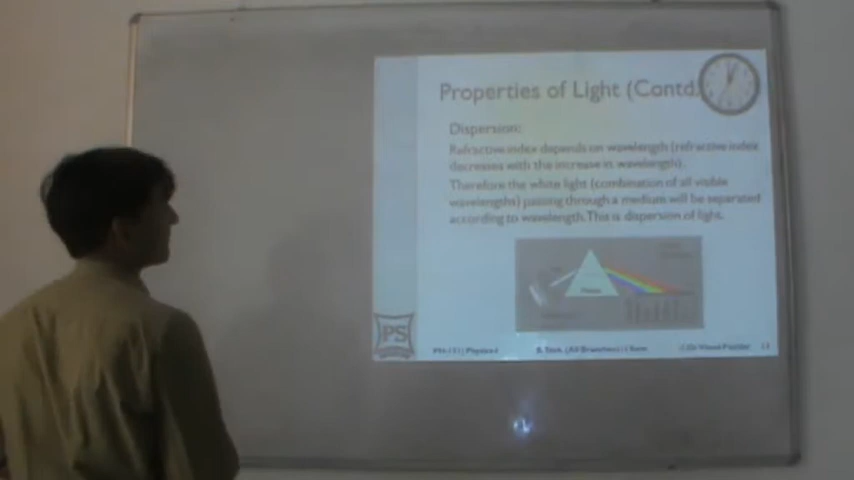 Properties of Light (Contd.
Dispersion:
Refractive index depends on wavelength (refractive index
decreases with the increase in wavelength).
Therefore the white light (combination of all visible
wavelengths) passing through a medium will be separated
according to wavelength. This is dispersion of light.
PS